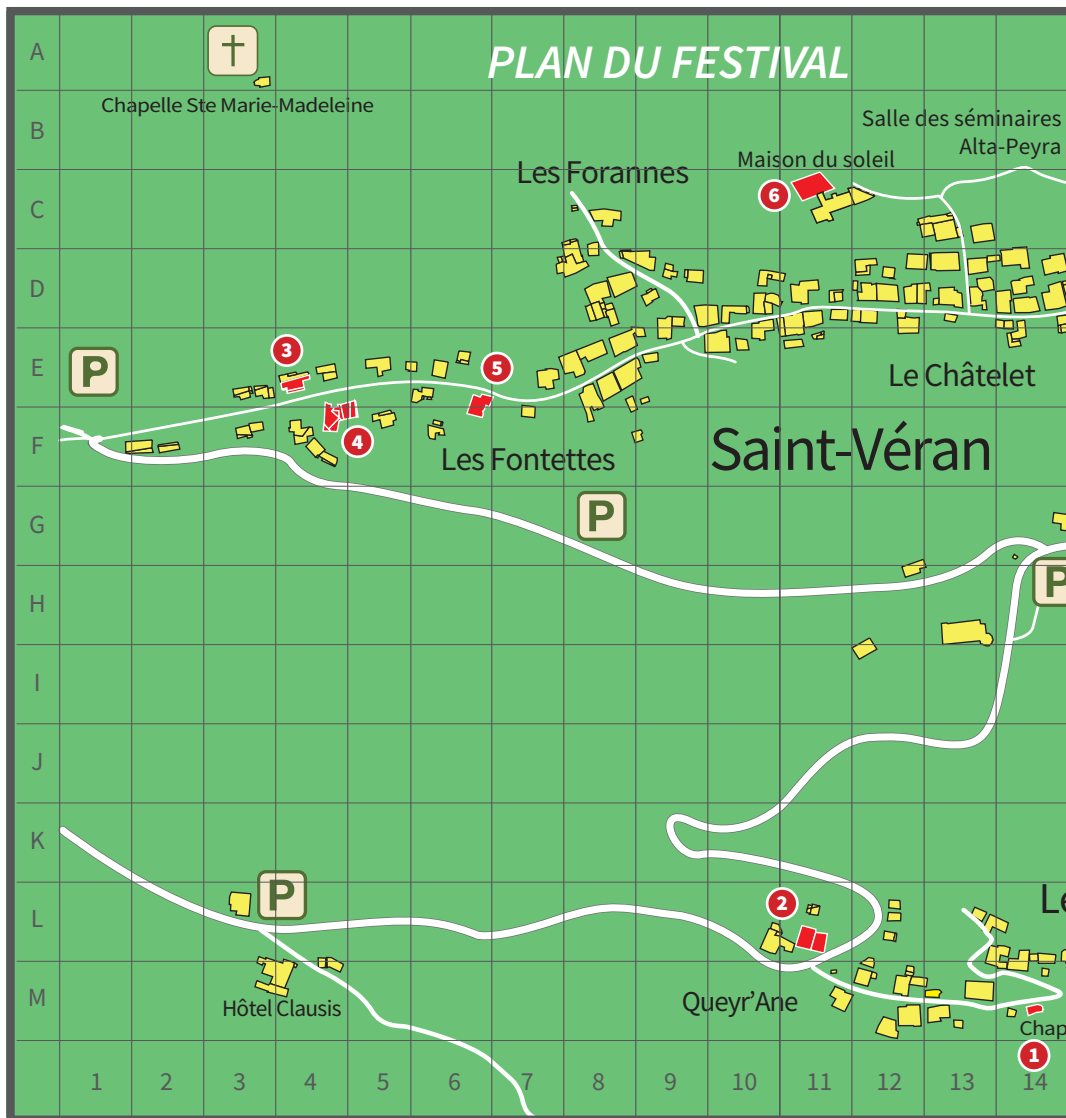 A
PLAN DU FESTIVAL
Chapelle Ste Marie-Madeleine
B
Salle des séminaires
Alta-Peyra
Maison du soleil
Les Forannes
6
C
D
3
5
E
P
Le Châtelet
4
F
Les Fontettes
Saint-Véran
G
P
H
P
I
J
K
L
P
2
Le
M
Hôtel Clausis
Queyr'Ane
Chap
1
1 2 3 4 5 6 7 8 9 10 11 12 13 14